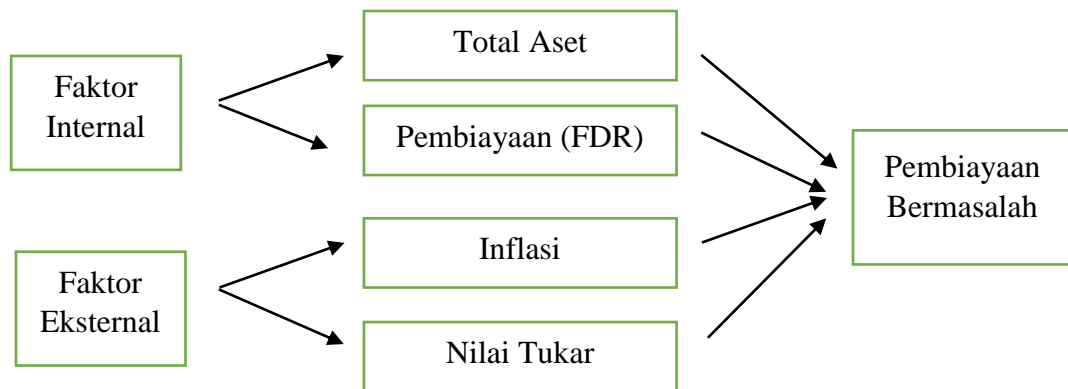 Faktor
Internal
Total Aset
Pembiayaan (FDR)
Faktor
Eksternal
Inflasi
Nilai Tukar
Pembiayaan
Bermasalah